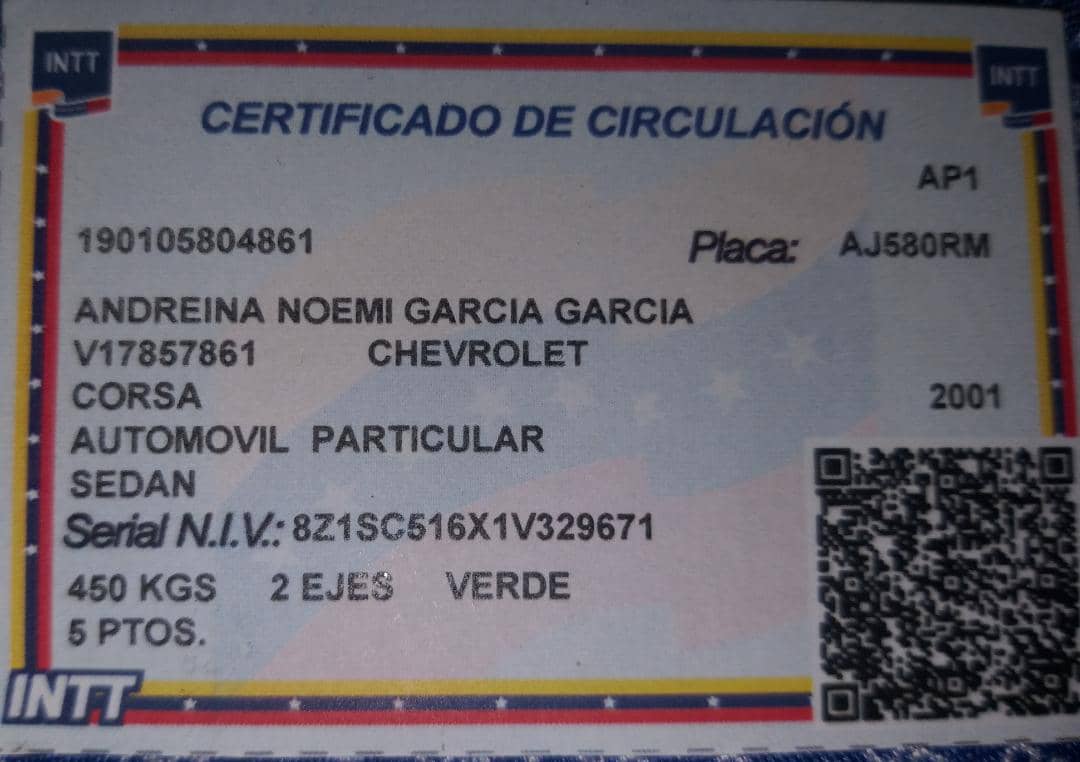 INTT
INTT
CERTIFICADO DE CIRCULACIÓN
AP1
190105804861 Placa: AJ580RM
ANDREINA NOEMI GARCIA GARCIA
V17857861 CHEVROLET
CORSA 2001
AUTOMOVIL PARTICULAR
SEDAN
Serial N.I.V.: 8Z1SC516X1V329671
450 KGS 2 EJES VERDE
5 PTOS.
INTT